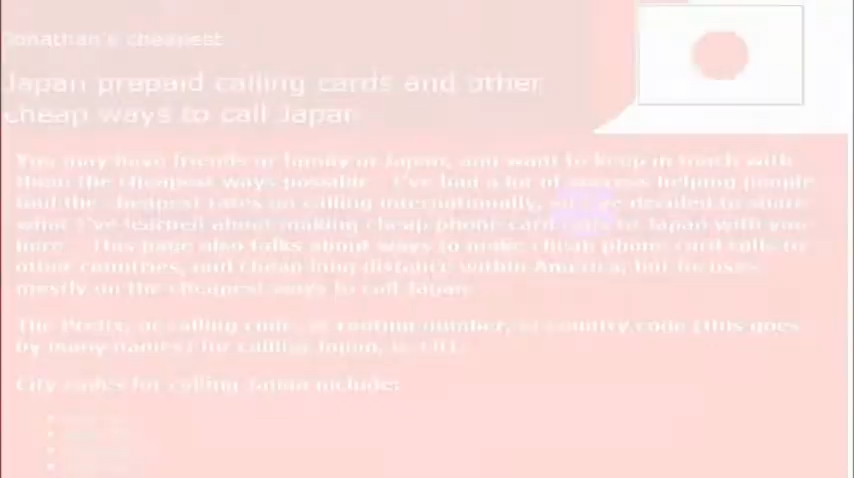 Jonathan's cheapest
Japan prepaid calling cards and other
cheap ways to call Japan
You may have friends or family in Japan, and want to keep in touch with
them the cheapest ways possible. I've had a lot of success helping people
find the cheapest rates on calling internationally, so I've decided to share
what I've learned about making cheap phone card calls to Japan with you
here. This page also talks about ways to make cheap phone card calls to
other countries, and cheap long distance within America, but focuses
mostly on the cheapest ways to call Japan.
The Prefix, or calling code, or routing number, or country code (this goes
by many names) for calling Japan, is
City codes for calling Japan include: